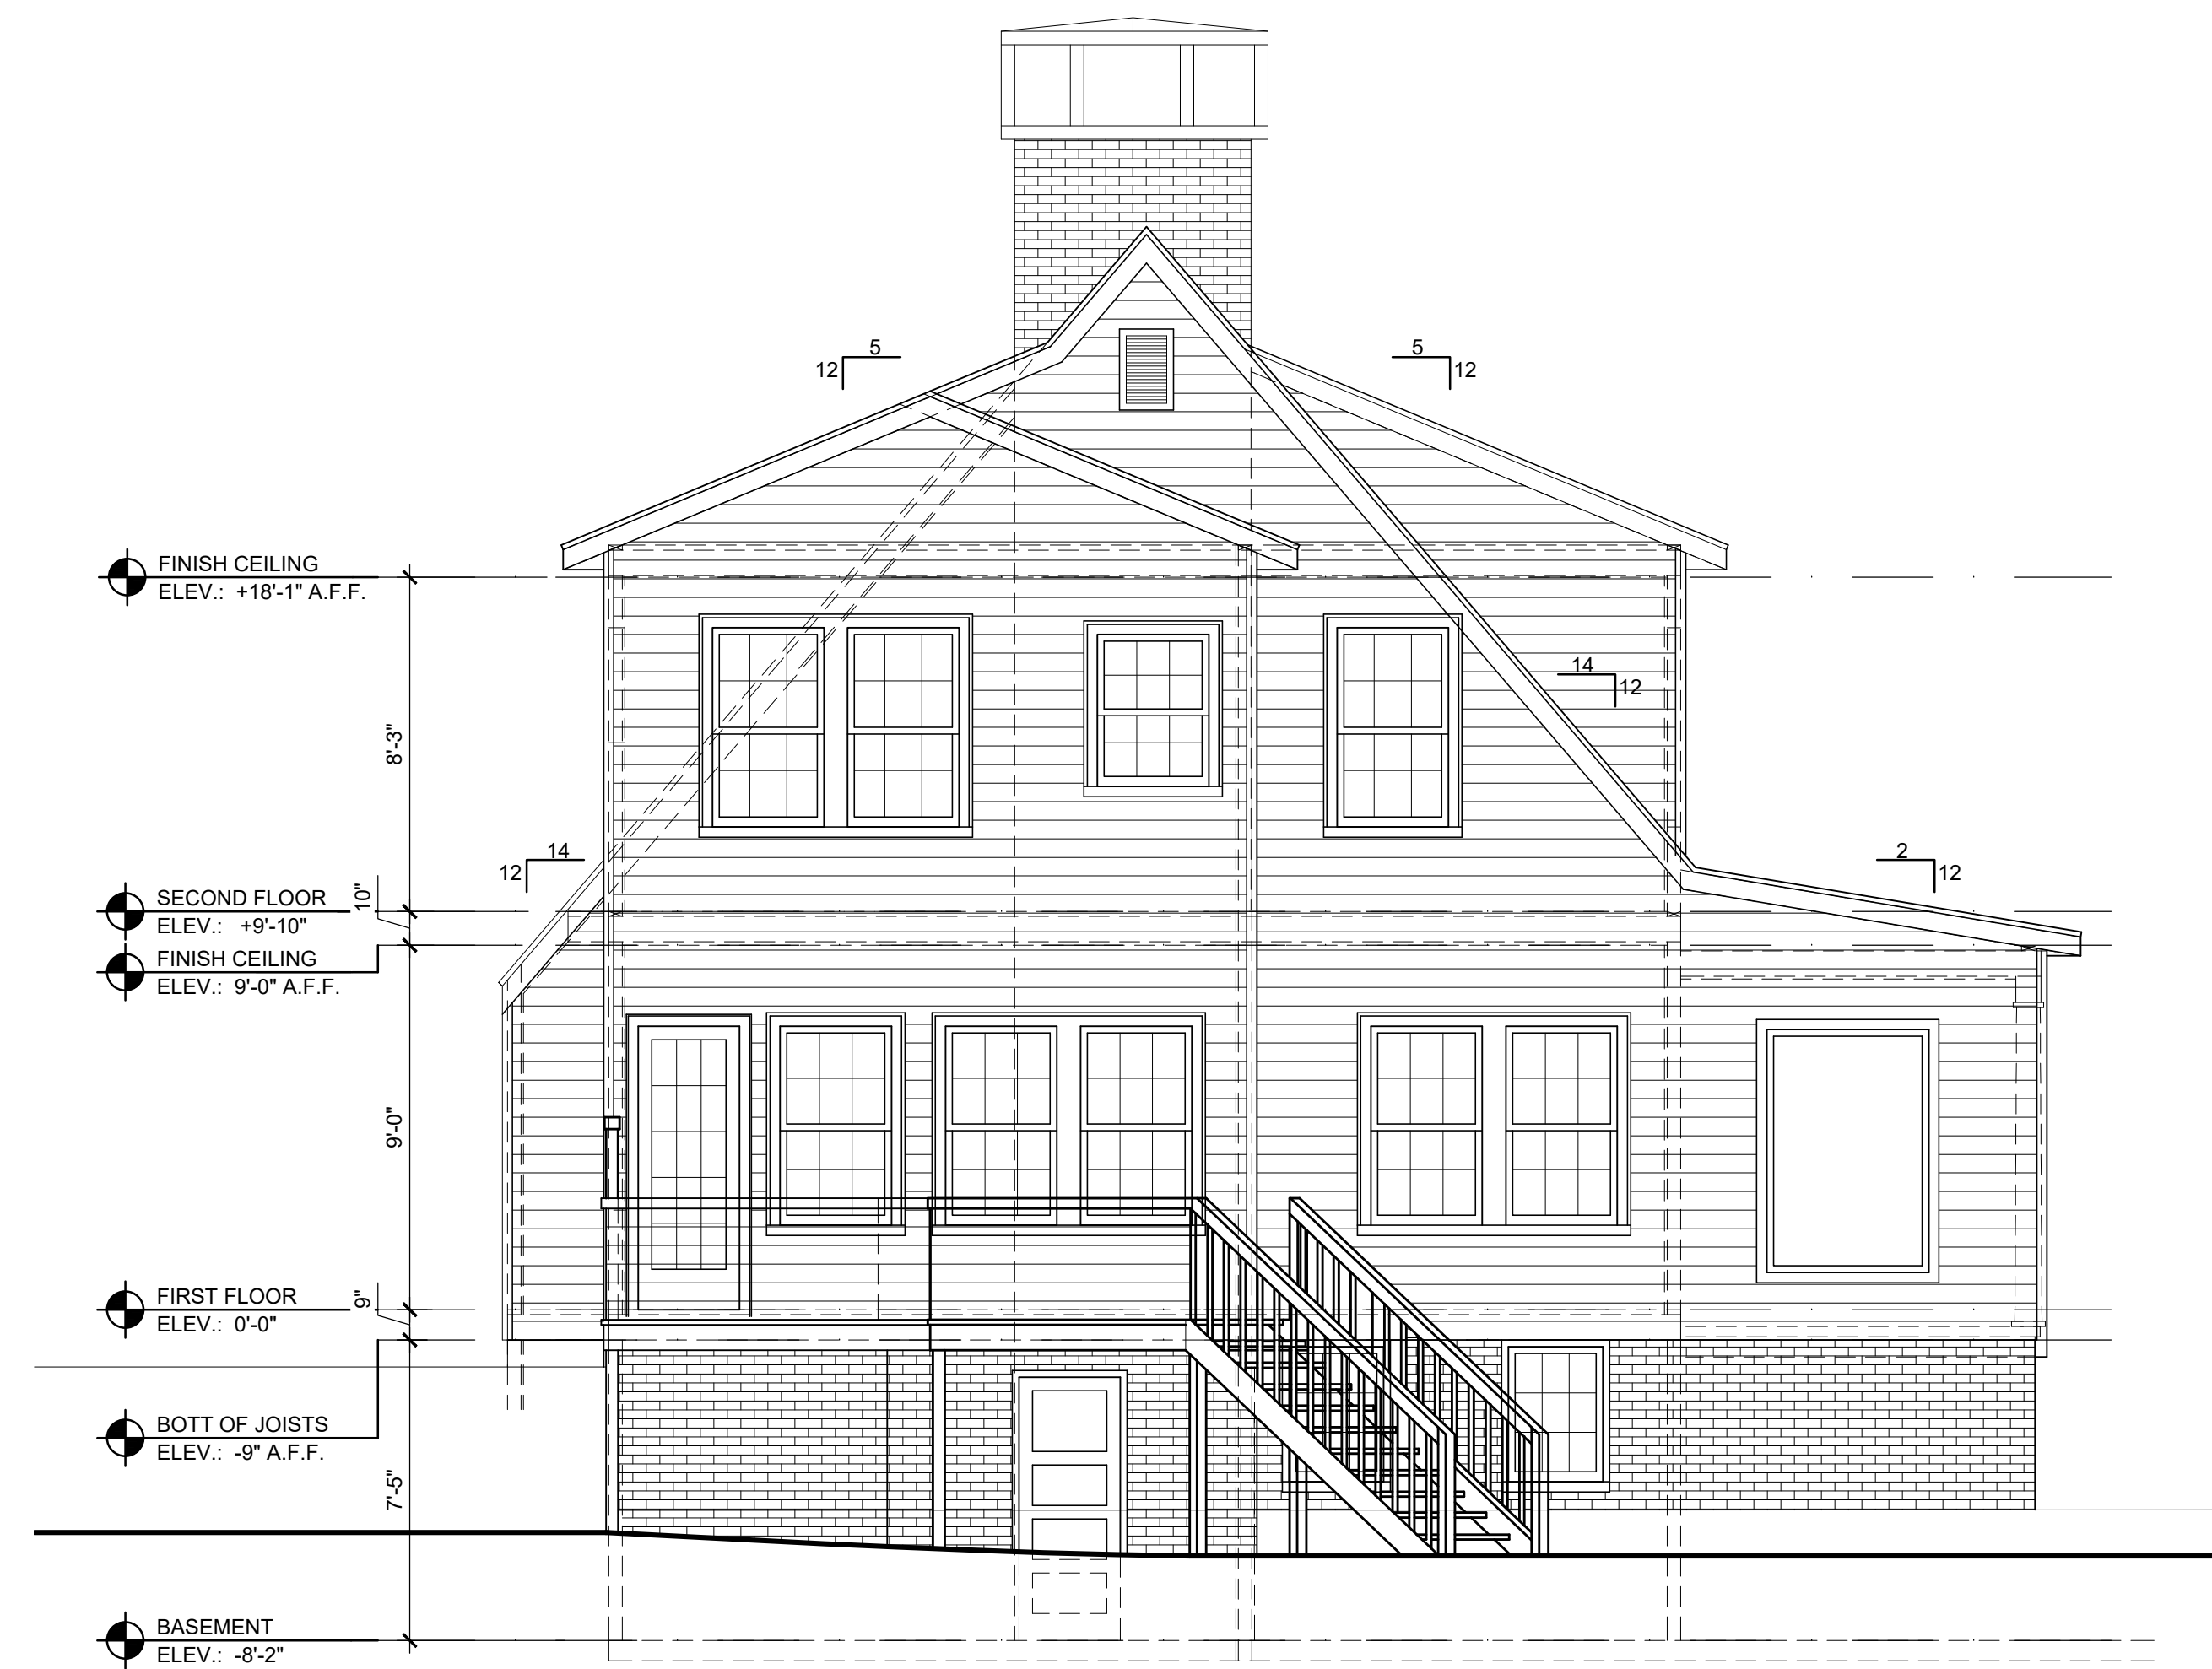 5
12
5
12
FINISH CEILING
ELEV.: +18'-1" A.F.F.
14
12
8'-3"
14
12
2
12
10"
SECOND FLOOR
ELEV.: +9'-10"
FINISH CEILING
ELEV.: 9'-0" A.F.F.
9'-0"
9"
FIRST FLOOR
ELEV.: 0'-0"
BOTT OF JOISTS
ELEV.: -9" A.F.F.
7'-5"
BASEMENT
ELEV.: -8'-2"